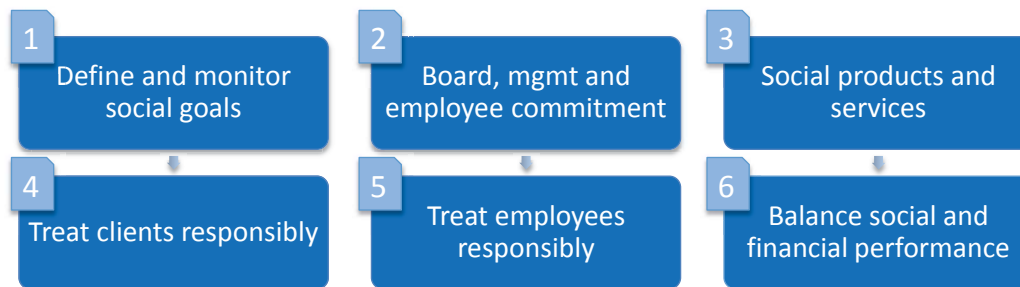 1
Define and monitor
social goals
2
Board, mgmt and
employee commitment
3
Social products and
services
4
Treat clients responsibly
5
Treat employees
responsibly
6
Balance social and
financial performance